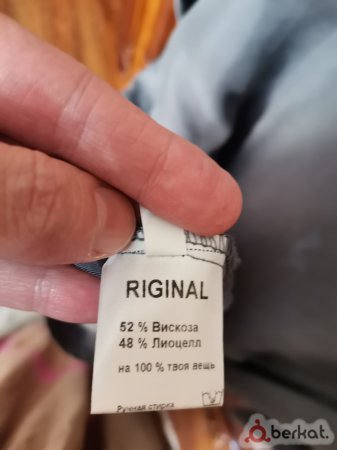 RIGINAL
52 % Вискоза
48 % Лиоцелл
на 100 % твоя вещь
Ручная стирка
berkat.